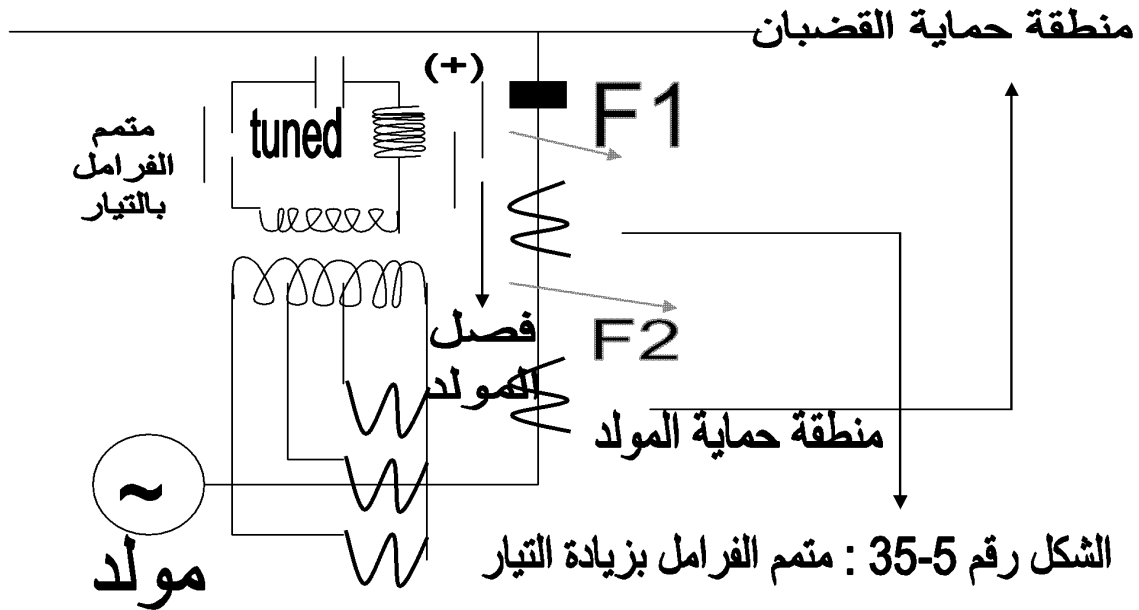 منطقة حماية القضبان
(+)
F1
tuned
متمم
الفرامل
بالتيار
فصل
المولد
F2
منطقة حماية المولد
~
مولد
الشكل رقم 5-35 : متمم الفرامل بزيادة التيار